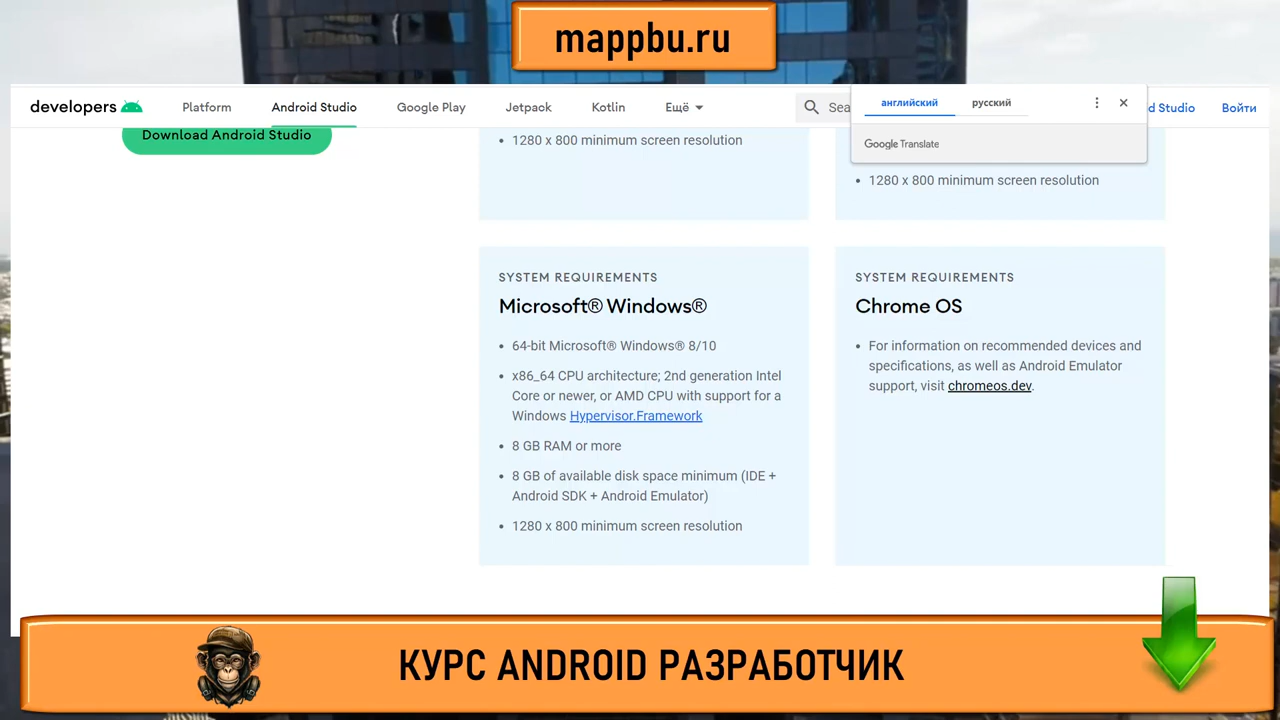 mappbu.ru
developers
Platform
Android Studio
Google Play
Jetpack
Kotlin
Ещё
Sea
английский
русский
d Studio
Войти
Google Translate
Download Android Studio
• 1280 x 800 minimum screen resolution
• 1280 x 800 minimum screen resolution
SYSTEM REQUIREMENTS
Microsoft® Windows®
• 64-bit Microsoft® Windows® 8/10
• x86_64 CPU architecture; 2nd generation Intel
Core or newer, or AMD CPU with support for a
Windows Hypervisor.Framework
• 8 GB RAM or more
• 8 GB of available disk space minimum (IDE +
Android SDK + Android Emulator)
• 1280 x 800 minimum screen resolution
SYSTEM REQUIREMENTS
Chrome OS
• For information on recommended devices and
specifications, as well as Android Emulator
support, visit chromeos.dev.
КУРС ANDROID РАЗРАБОТЧИК